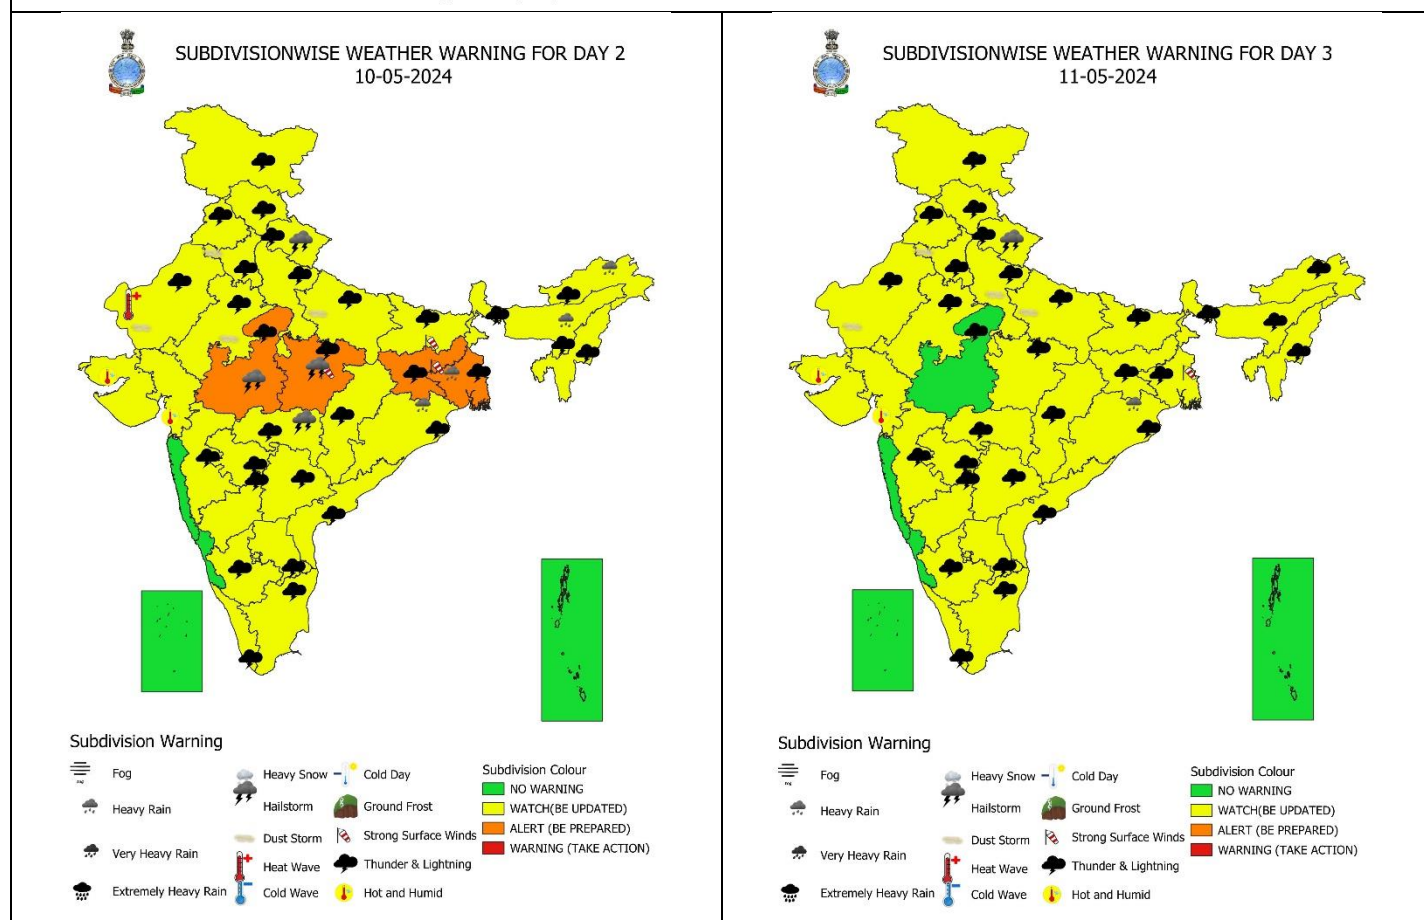 SUBDIVISIONWISE WEATHER WARNING FOR DAY 2
10-05-2024
Subdivision Warning
Fog
Heavy Rain
Very Heavy Rain
Extremely Heavy Rain
Heavy Snow
Hailstorm
Dust Storm
Heat Wave
Cold Wave
Cold Day
Ground Frost
Strong Surface Winds
Thunder & Lightning
Hot and Humid
Subdivision Colour
NO WARNING
WATCH(BE UPDATED)
ALERT (BE PREPARED)
WARNING (TAKE ACTION)
SUBDIVISIONWISE WEATHER WARNING FOR DAY 3
11-05-2024
Subdivision Warning
Fog
Heavy Rain
Very Heavy Rain
Extremely Heavy Rain
Heavy Snow
Hailstorm
Dust Storm
Heat Wave
Cold Wave
Cold Day
Ground Frost
Strong Surface Winds
Thunder & Lightning
Hot and Humid
Subdivision Colour
NO WARNING
WATCH(BE UPDATED)
ALERT (BE PREPARED)
WARNING (TAKE ACTION)